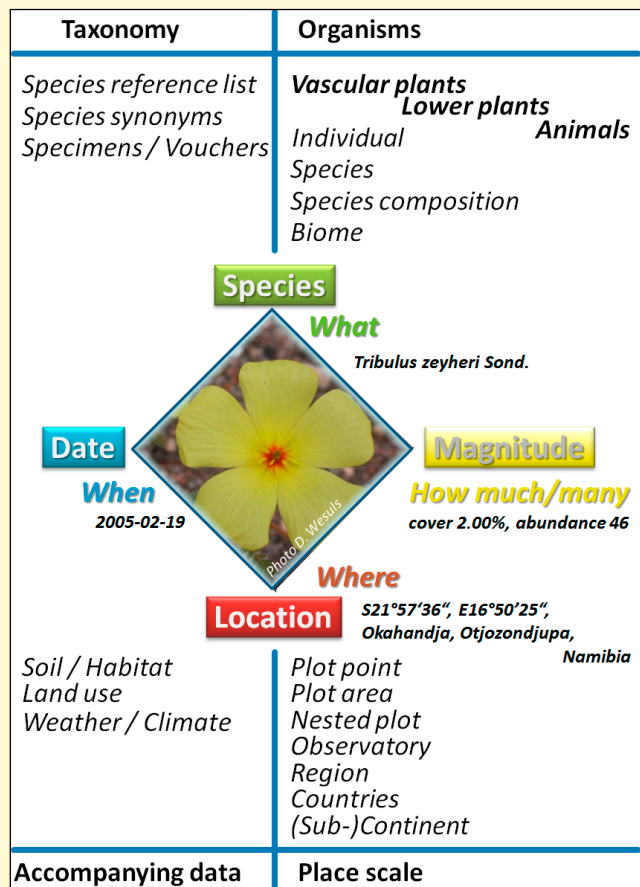 Taxonomy
Organisms
Species reference list
Species synonyms
Specimens / Vouchers
Vascular plants
Lower plants
Animals
Individual
Species
Species composition
Biome
Species
What
Tribulus zeyheri Sond.
Date
When
2005-02-19
Magnitude
How much/many
cover 2.00%, abundance 46
Photo D. Wesuls
Where
Location
S21°57‘36“, E16°50‘25“,
Okahandja, Otjozondjupa,
Namibia
Soil / Habitat
Land use
Weather / Climate
Plot point
Plot area
Nested plot
Observatory
Region
Countries
(Sub-)Continent
Accompanying data
Place scale